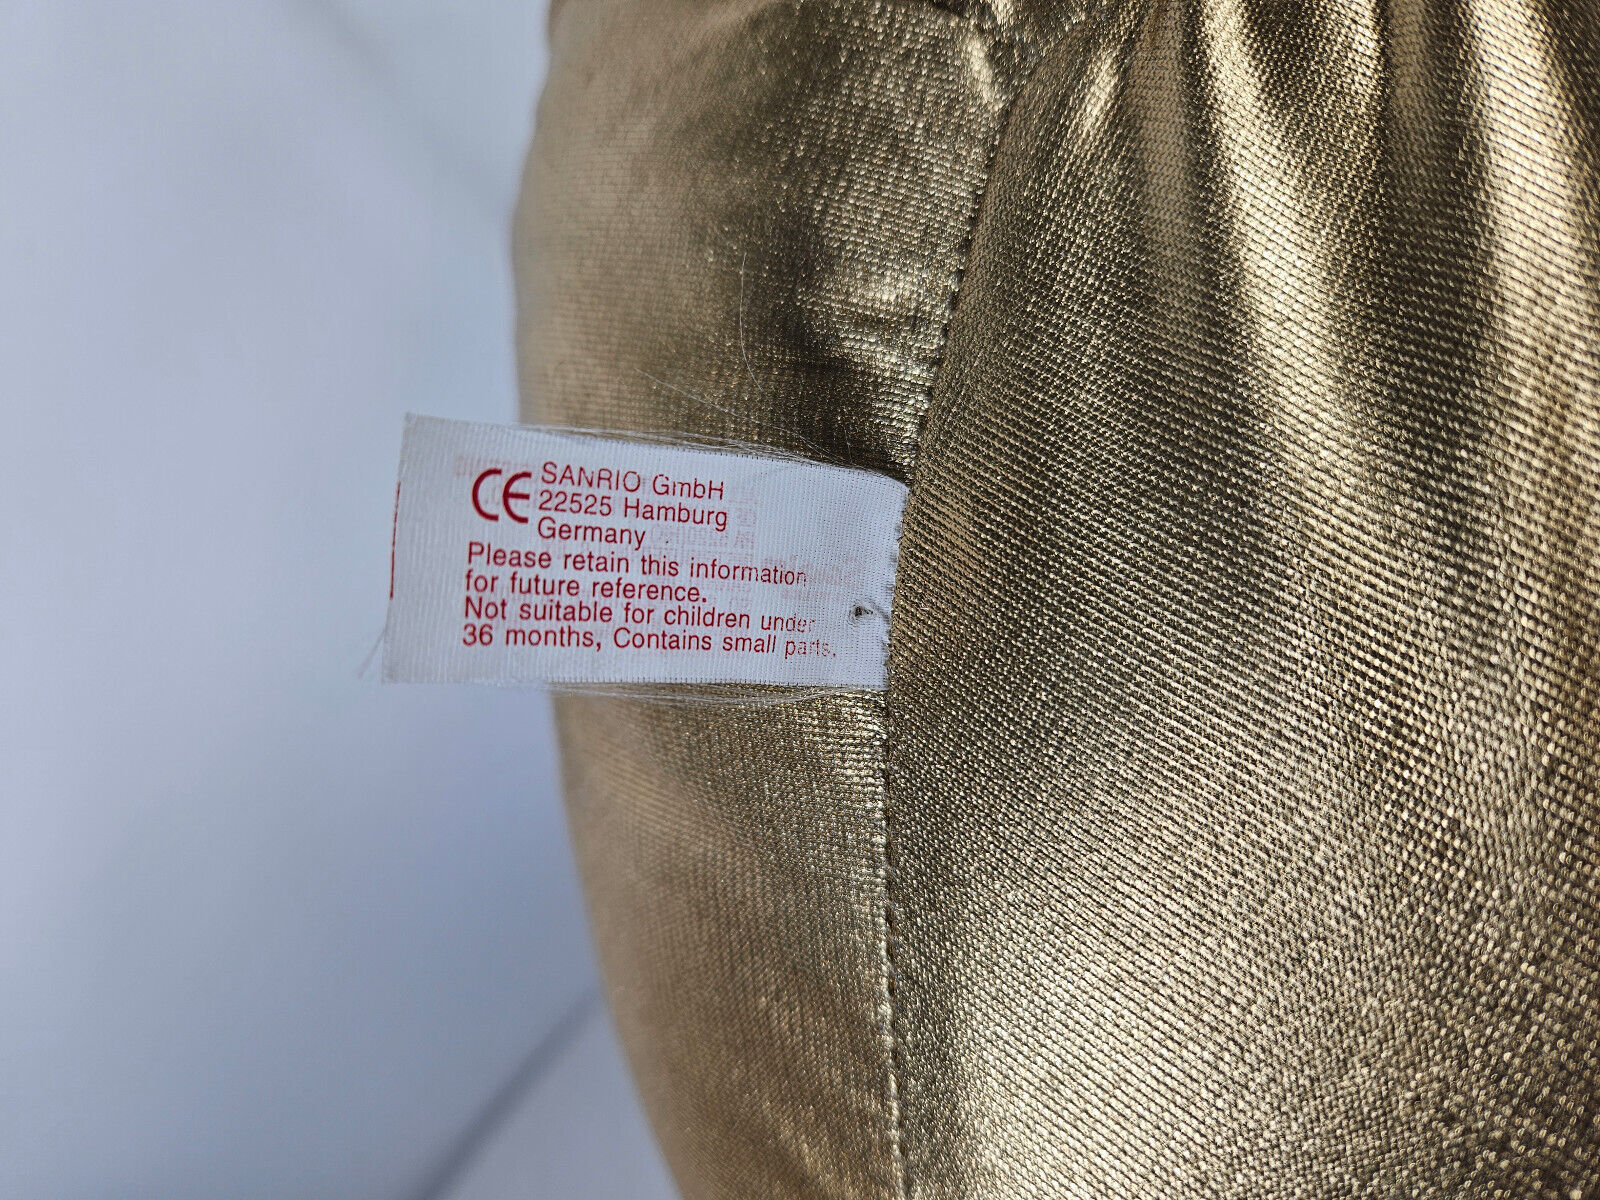 CE SANRIO GmbH
22525 Hamburg
Germany
Please retain this information
for future reference.
Not suitable for children under
36 months, Contains small parts.